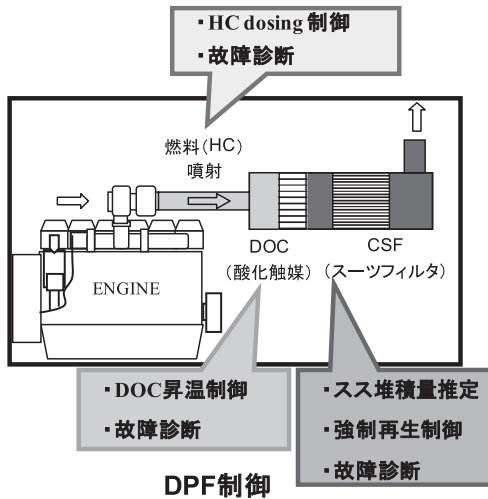 ・HC dosing 制御
・故障診断
燃料(HC)
噴射
DOC
CSF
(酸化触媒)
(スーツフィルタ)
ENGINE
・DOC昇温制御
・故障診断
・スス堆積量推定
・強制再生制御
・故障診断
DPF制御